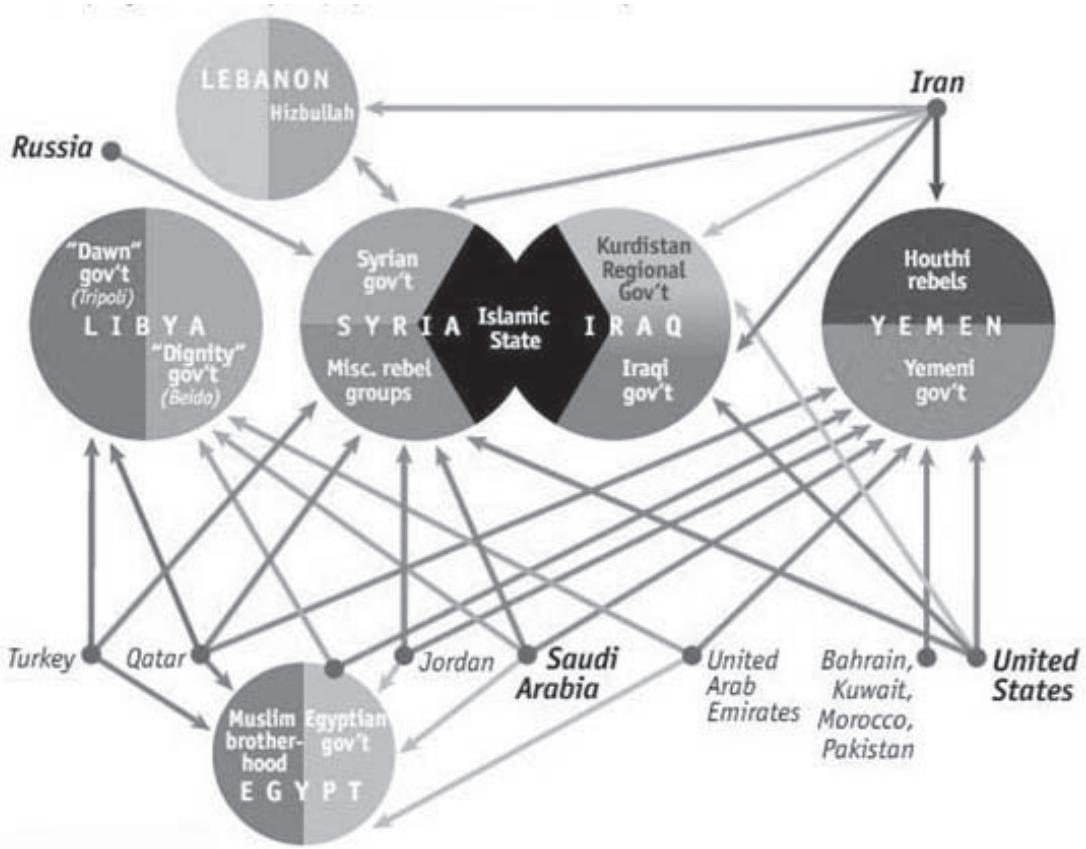 LEBANON
Hizbullah
Iran
Russia
"Dawn"
gov't
(Tripoli)
LIBYA
"Dignity"
gov't
(Beida)
Syrian
gov't
SYRIA
Misc. rebel
groups
Islamic
State
Kurdistan
Regional
Gov't
IRAQ
Iraqi
gov't
Houthi
rebels
YEMEN
Yemeni
gov't
Turkey
Qatar
Jordan
Saudi
Arabia
United
Arab
Emirates
Bahrain,
Kuwait,
Morocco,
Pakistan
United
States
Muslim
brother-
hood
Egyptian
gov't
EGYPT